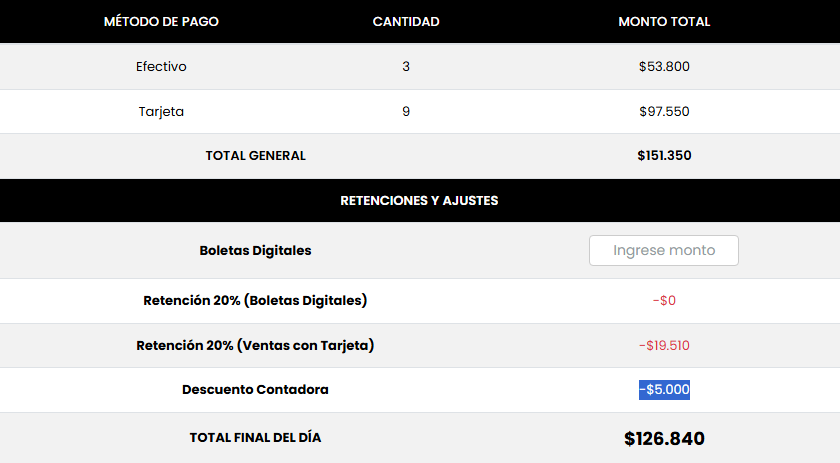 MÉTODO DE PAGO CANTIDAD MONTO TOTAL
Efectivo 3 $53.800
Tarjeta 9 $97.550
TOTAL GENERAL $151.350
RETENCIONES Y AJUSTES
Boletas Digitales Ingrese monto
Retención 20% (Boletas Digitales) -$0
Retención 20% (Ventas con Tarjeta) -$19.510
Descuento Contadora -$5.000
TOTAL FINAL DEL DÍA $126.840